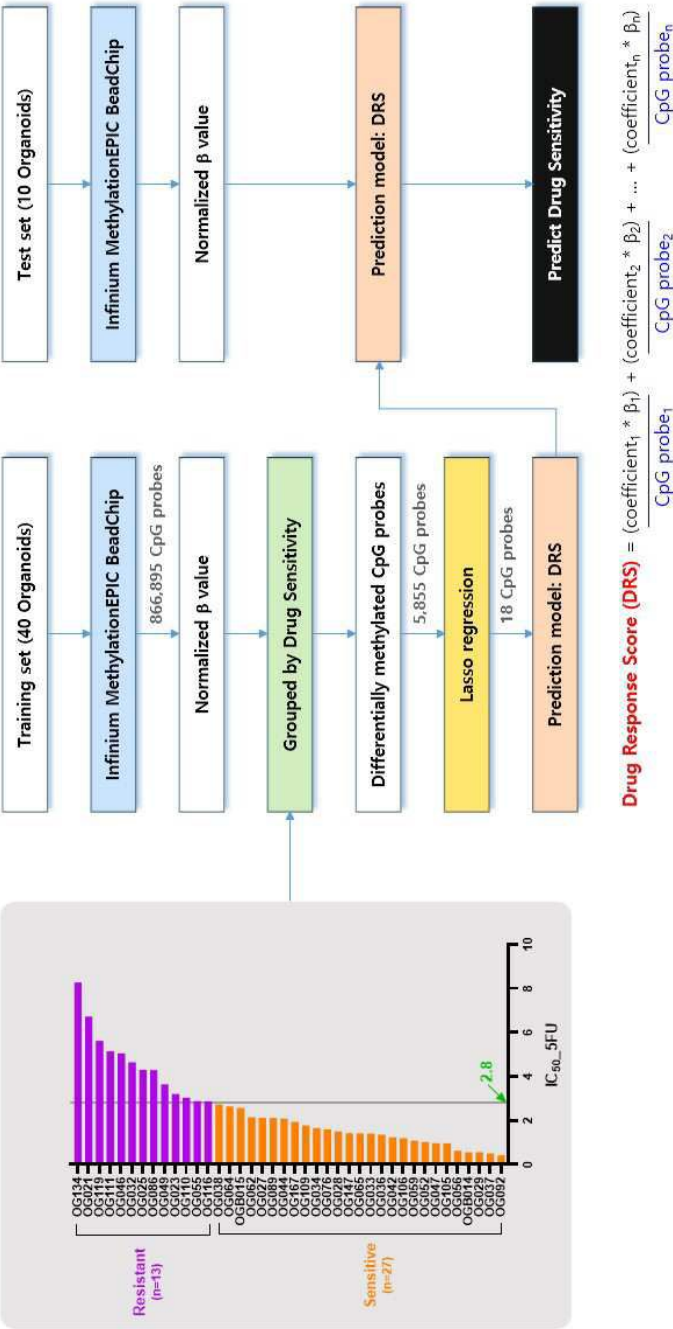 OG134
OG021
OG119
OG111
OG046
OG032
OG025
OG086
OG049
OG023
OG110
OG055
OG116
OG038
OG064
OGB015
OG062
OG027
OG089
OG044
OG167
OG109
OG034
OG076
OG028
OG147
OG065
OG033
OG036
OG042
OG106
OG059
OG052
OG047
OG105
OG056
OGB014
OG029
OG037
OG092
Resistant
(n=13)
Sensitive
(n=27)
0 2 4 6 8 10
IC50_5FU
2.8
Training set (40 Organoids)
Infinium MethylationEPIC BeadChip
866,895 CpG probes
Normalized β value
Grouped by Drug Sensitivity
Differentially methylated CpG probes
5,855 CpG probes
Lasso regression
18 CpG probes
Prediction model: DRS
Test set (10 Organoids)
Infinium MethylationEPIC BeadChip
Normalized β value
Prediction model: DRS
Predict Drug Sensitivity
Drug Response Score (DRS) = (coefficient1 * β1) + (coefficient2 * β2) + ... + (coefficientn * βn)
CpG probe1 CpG probe2 CpG proben